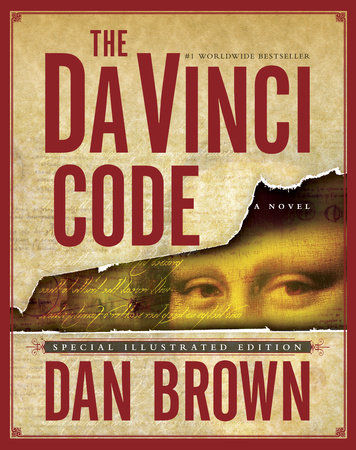 THE
#1 WORLDWIDE BESTSELLER
DA VINCI
CODE
A NOVEL
SPECIAL ILLUSTRATED EDITION
DAN BROWN